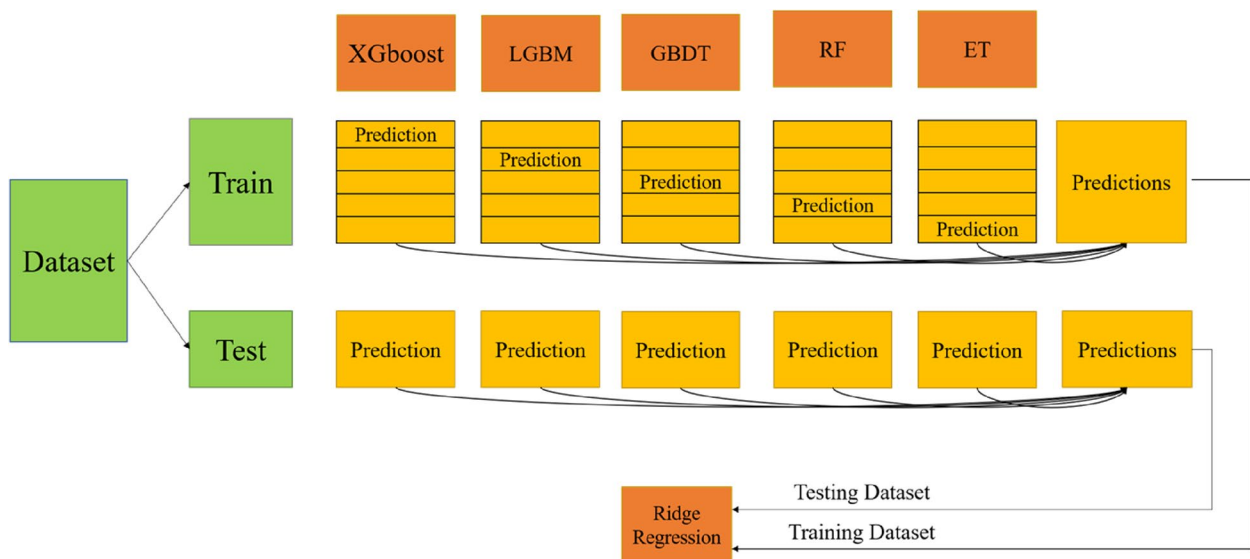 XGboost
LGBM
GBDT
RF
ET
Dataset
Train
Prediction
Prediction
Prediction
Prediction
Prediction
Predictions
Test
Prediction
Prediction
Prediction
Prediction
Prediction
Predictions
Testing Dataset
Ridge
Regression
Training Dataset